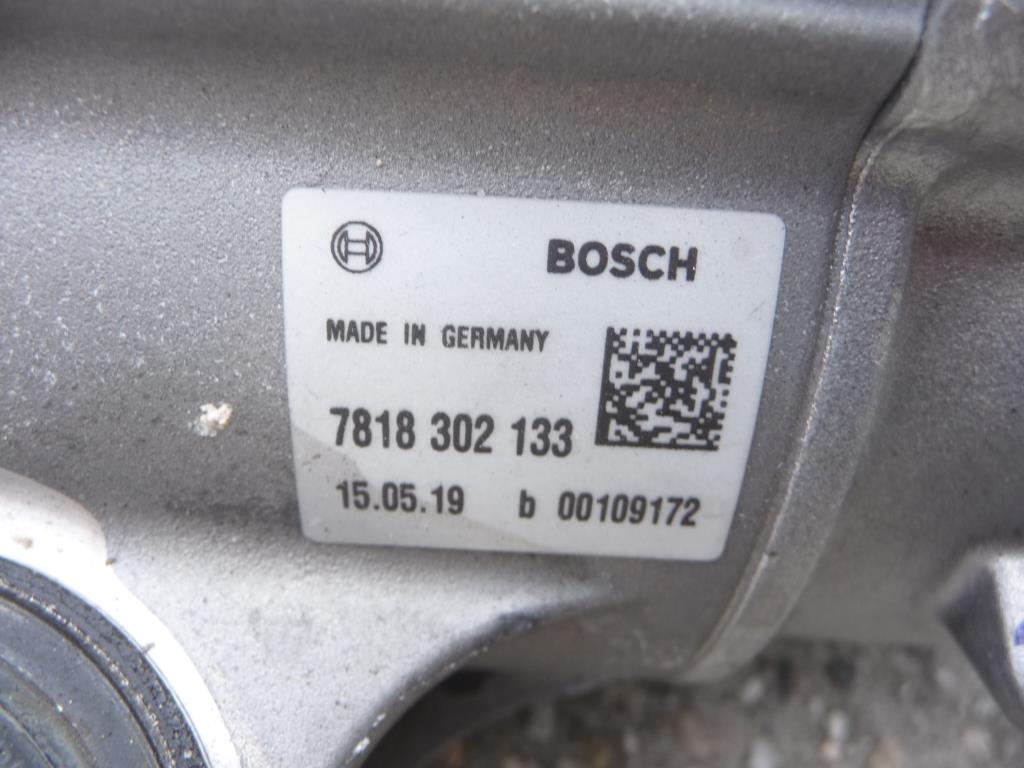 BOSCH
MADE IN GERMANY
7818 302 133
15.05.19 b 00109172